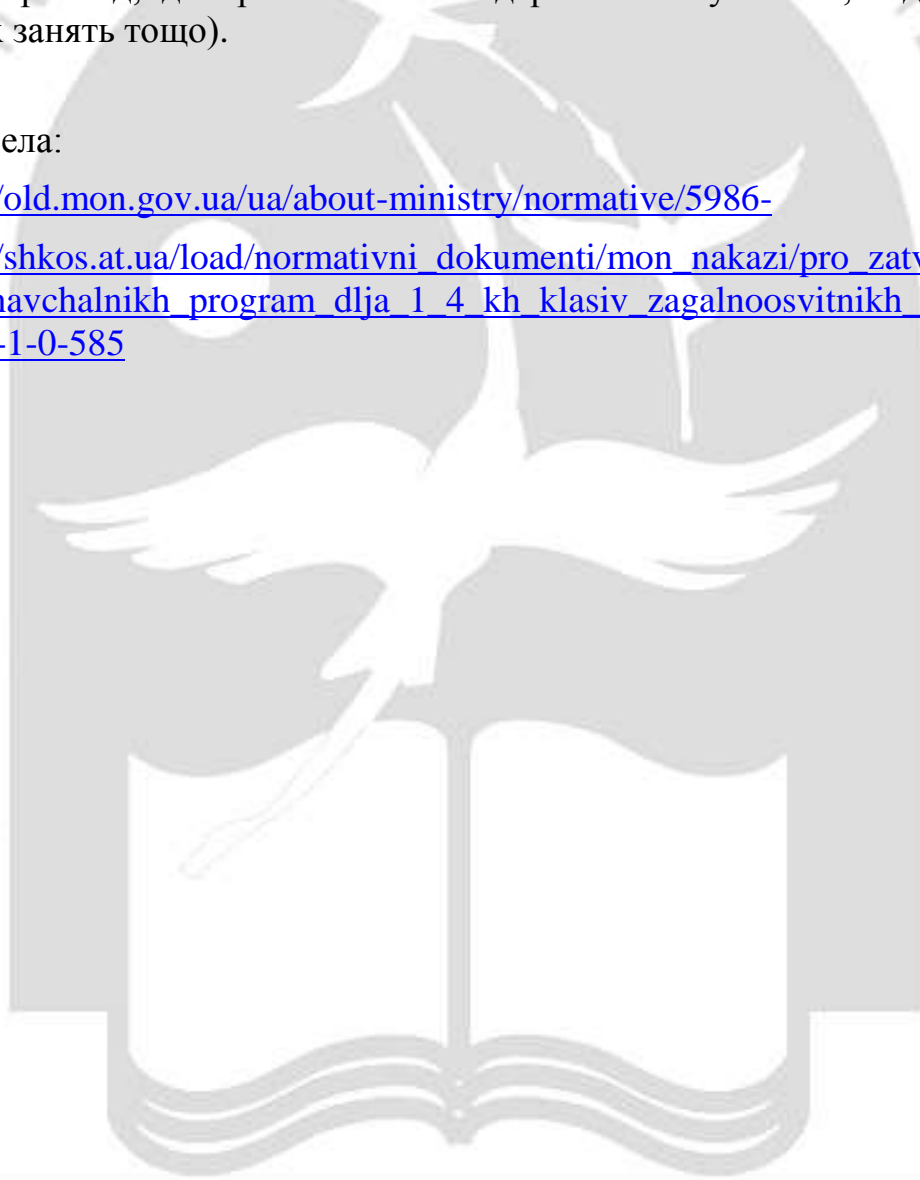 к занять тощо).
ела:
/old.mon.gov.ua/ua/about-ministry/normative/5986-
/shkos.at.ua/load/normativni_dokumenti/mon_nakazi/pro_zatv
navchalnikh_program_dlja_1_4_kh_klasiv_zagalnoosvitnikh_
-1-0-585